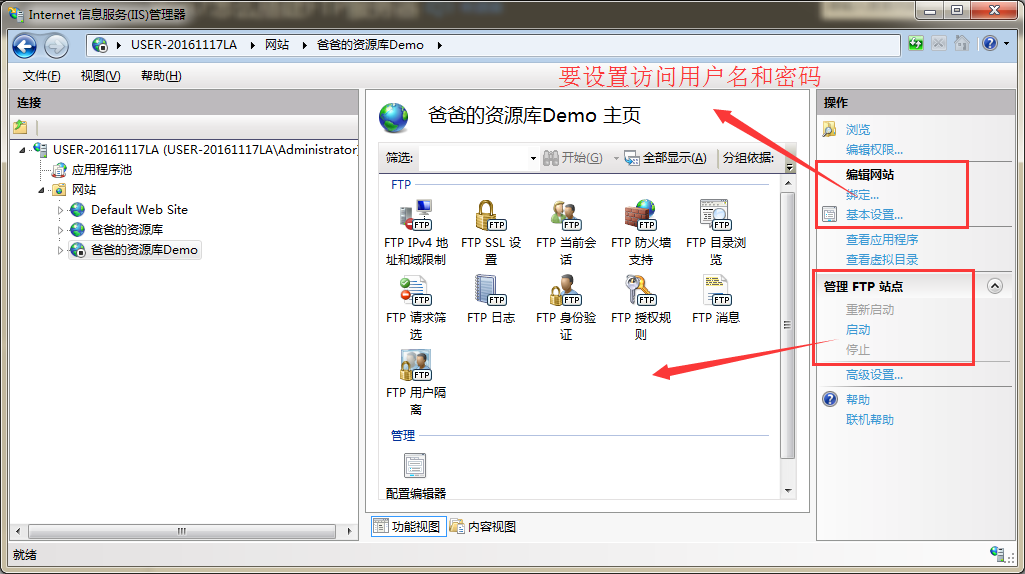 Internet 信息服务(IIS)管理器
USER-20161117LA
网站
爸爸的资源库Demo
文件(F)
视图(V)
帮助(H)
要设置访问用户名和密码
连接
USER-20161117LA (USER-20161117LA\Administrator
应用程序池
网站
Default Web Site
爸爸的资源库
爸爸的资源库Demo
爸爸的资源库Demo 主页
筛选:
开始(G)
全部显示(A)
分组依据:
FTP
FTP IPv4 地
址和域限制
FTP SSL 设
置
FTP 当前会
话
FTP 防火墙
支持
FTP 目录浏
览
FTP 请求筛
选
FTP 日志
FTP 身份验
证
FTP 授权规
则
FTP 消息
FTP 用户隔
离
管理
配置编辑器
功能视图
内容视图
操作
浏览
编辑权限...
编辑网站
绑定...
基本设置...
查看应用程序
查看虚拟目录
管理 FTP 站点
重新启动
启动
停止
高级设置...
帮助
联机帮助
就绪